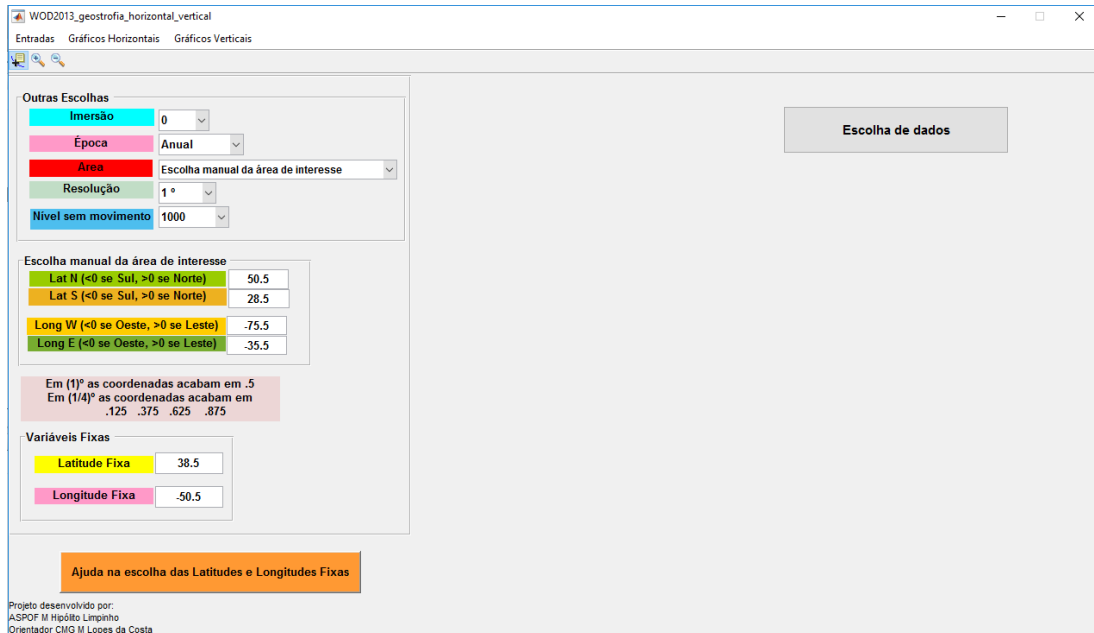 WOD2013_geostrofia_horizontal_vertical
Entradas Gráficos Horizontais Gráficos Verticais
Outras Escolhas
Imersão 0
Época Anual
Área Escolha manual da área de interesse
Resolução 1 º
Nível sem movimento 1000
Escolha de dados
Escolha manual da área de interesse
Lat N (<0 se Sul, >0 se Norte) 50.5
Lat S (<0 se Sul, >0 se Norte) 28.5
Long W (<0 se Oeste, >0 se Leste) -75.5
Long E (<0 se Oeste, >0 se Leste) -35.5
Em (1)º as coordenadas acabam em .5
Em (1/4)º as coordenadas acabam em
.125 .375 .625 .875
Variáveis Fixas
Latitude Fixa 38.5
Longitude Fixa -50.5
Ajuda na escolha das Latitudes e Longitudes Fixas
Projeto desenvolvido por:
ASPOF M Hipólito Limpinho
Orientador CMG M Lopes da Costa